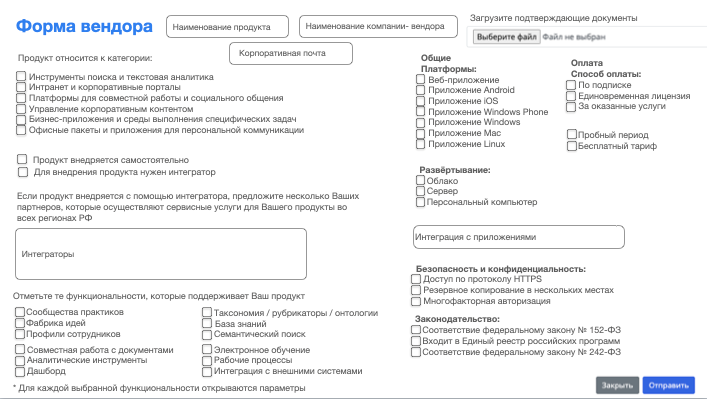 Форма вендора
Наименование продукта
Наименование компании- вендора
Загрузите подтверждающие документы
Выберите файл Файл не выбран
Корпоративная почта
Продукт относится к категории:
Инструменты поиска и текстовая аналитика
Интранет и корпоративные порталы
Платформы для совместной работы и социального общения
Управление корпоративным контентом
Бизнес-приложения и среды выполнения специфических задач
Офисные пакеты и приложения для персональной коммуникации
Продукт внедряется самостоятельно
Для внедрения продукта нужен интегратор
Если продукт внедряется с помощью интегратора, предложите несколько Ваших
партнеров, которые осуществляют сервисные услуги для Вашего продукты во
всех регионах РФ
Интеграторы
Отметьте те функциональности, которые поддерживает Ваш продукт
Сообщества практиков
Фабрика идей
Профили сотрудников
Совместная работа с документами
Аналитические инструменты
Дашборд
Таксономия / рубрикаторы / онтологии
База знаний
Семантический поиск
Электронное обучение
Рабочие процессы
Интеграция с внешними системами
* Для каждой выбранной функциональности открываются параметры
Общие
Платформы:
Веб-приложение
Приложение Android
Приложение iOS
Приложение Windows Phone
Приложение Windows
Приложение Mac
Приложение Linux
Оплата
Способ оплаты:
По подписке
Единовременная лицензия
За оказанные услуги
Пробный период
Бесплатный тариф
Развёртывание:
Облако
Сервер
Персональный компьютер
Интеграция с приложениями
Безопасность и конфиденциальность:
Доступ по протоколу HTTPS
Резервное копирование в нескольких местах
Многофакторная авторизация
Законодательство:
Соответствие федеральному закону № 152-ФЗ
Входит в Единый реестр российских программ
Соответствие федеральному закону № 242-ФЗ
Закрыть
Отправить